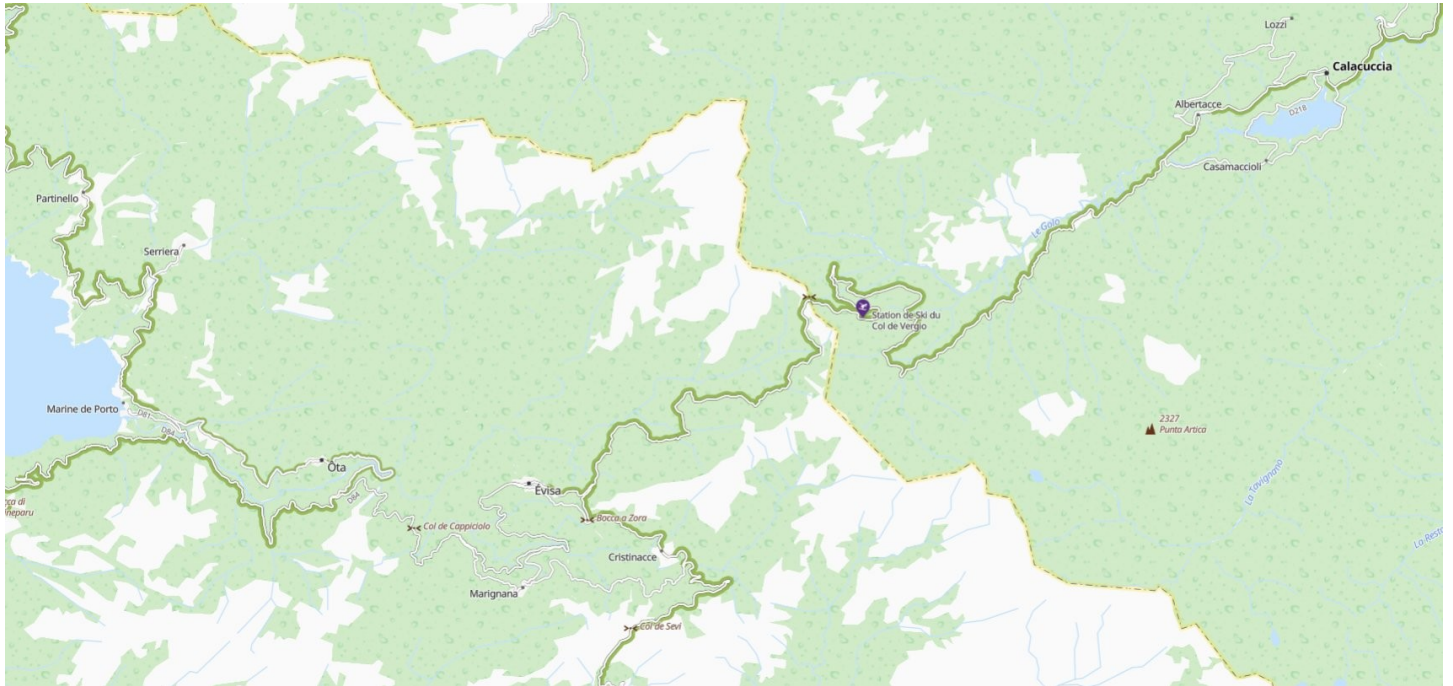 Lozzi
Calacuccia
Albertacce
D218
Casamaccioli
Partinello
Le Golo
Serriera
Station de Ski du
Col de Vergio
Marine de Porto
D81
D84
2327
Punta Artica
Ota
Évisa
La Tavignano
D84
Col de Cappiciolo
Bocca a Zora
Cristinacce
Marignana
Col de Sevi